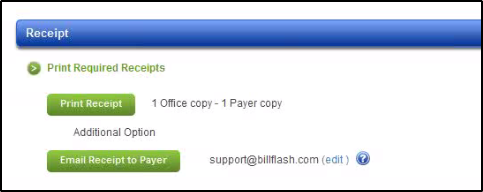 Receipt
Print Required Receipts
Print Receipt 1 Office copy - 1 Payer copy
Additional Option
Email Receipt to Payer support@billflash.com (edit ) ?